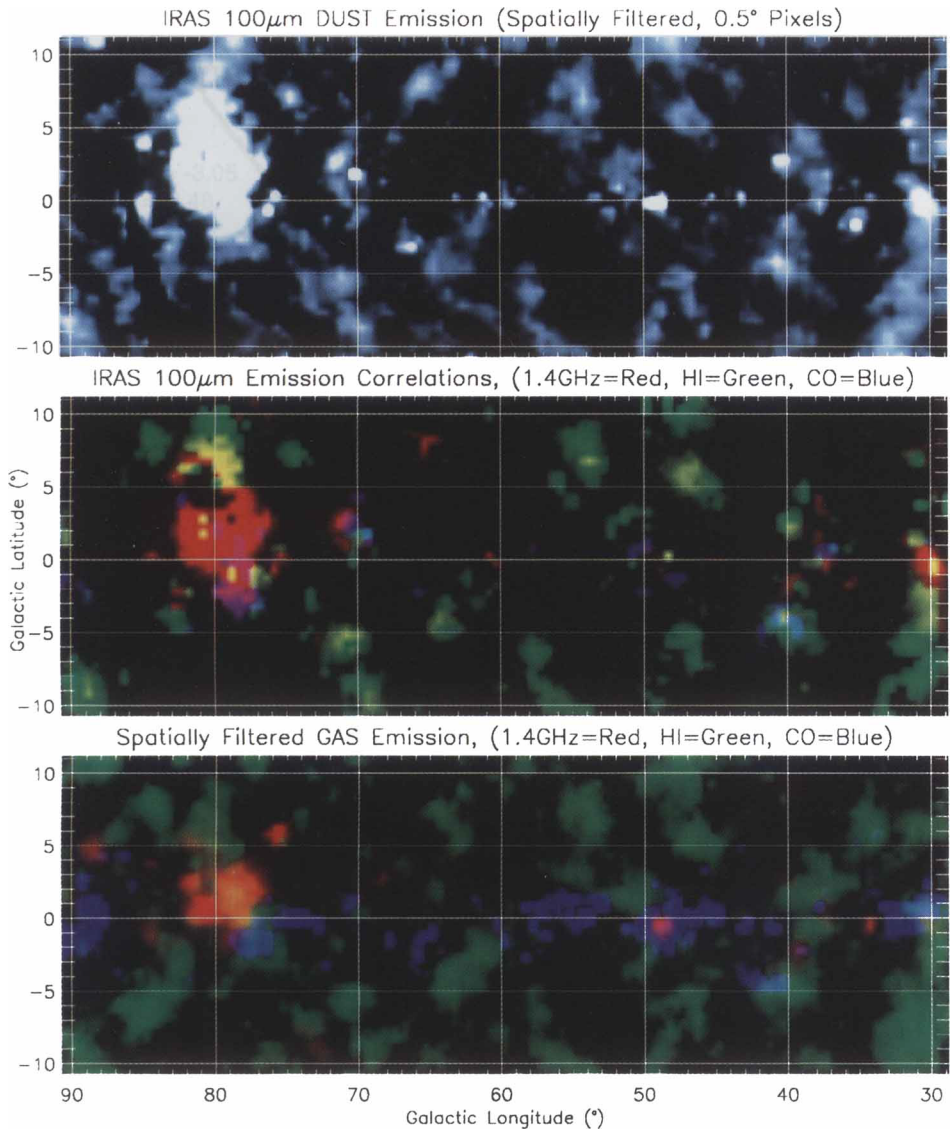 IRAS 100μm DUST Emission (Spatially Filtered, 0.5° Pixels)
10
5
0
-5
-10
IRAS 100μm Emission Correlations, (1.4GHz=Red, HI=Green, CO=Blue)
10
5
0
-5
-10
Galactic Latitude (°)
Spatially Filtered GAS Emission, (1.4GHz=Red, HI=Green, CO=Blue)
10
5
0
-5
-10
90 80 70 60 50 40 30
Galactic Longitude (°)